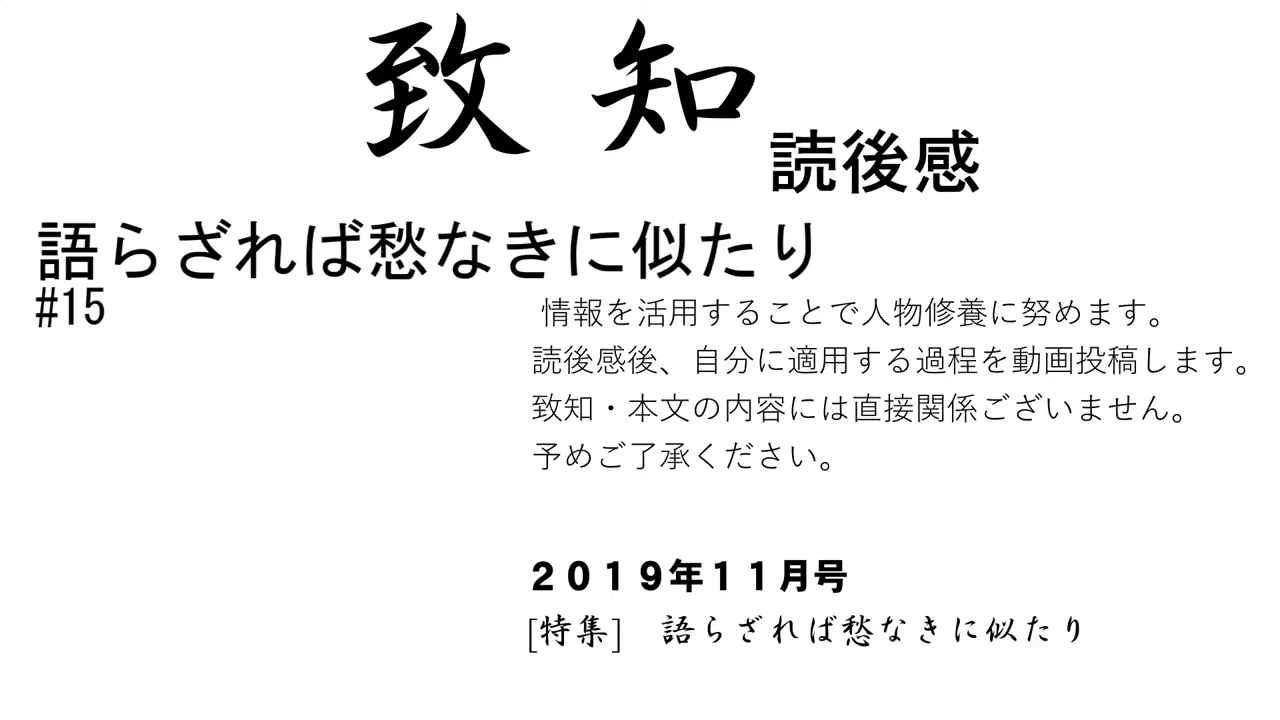 致知
読後感
語らざれば愁なきに似たり
#15
情報を活用することで人物修養に努めます。
読後感後、自分に適用する過程を動画投稿します。
致知・本文の内容には直接関係ございません。
予めご了承ください。
２０１９年１１月号
[特集]　語らざれば愁なきに似たり